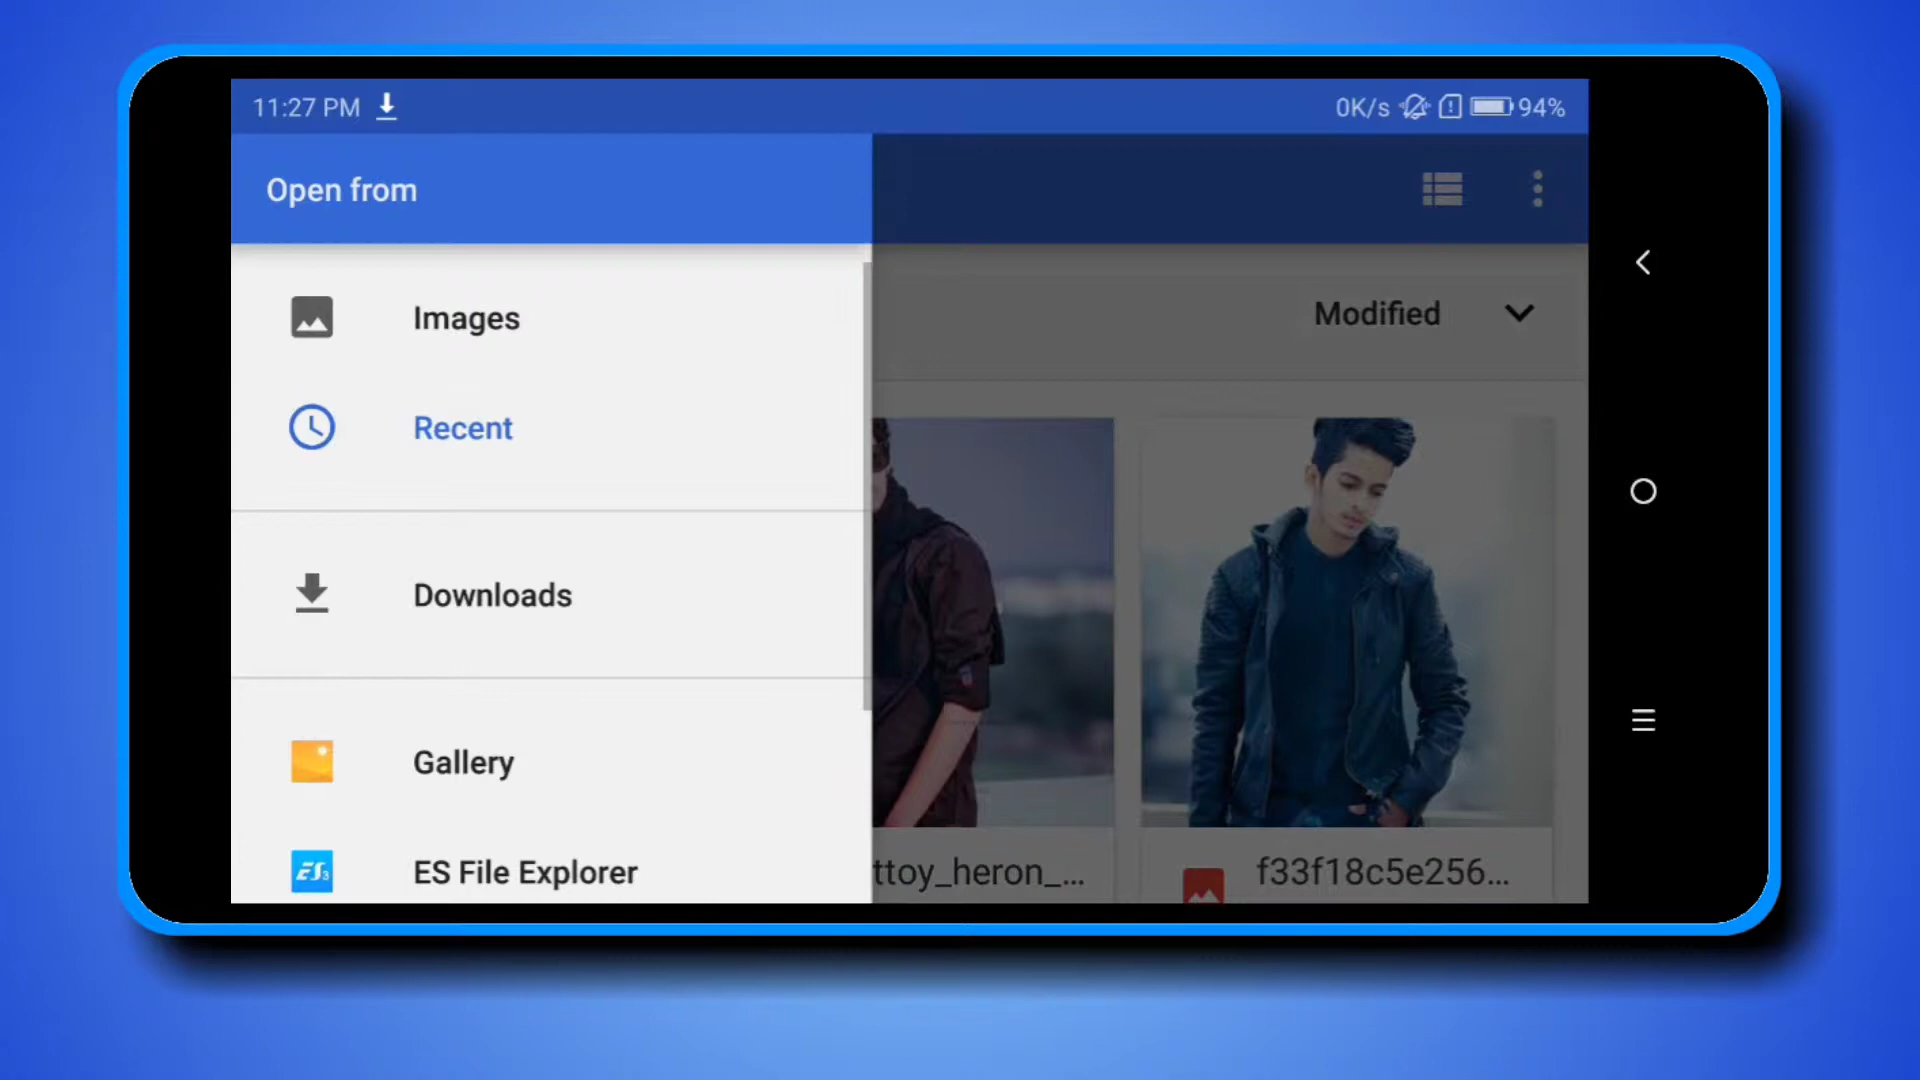 11:27 PM
0K/s
94%
Open from
Images
Recent
Modified
Downloads
Gallery
ES File Explorer
ttoy_heron_...
f33f18c5e256...